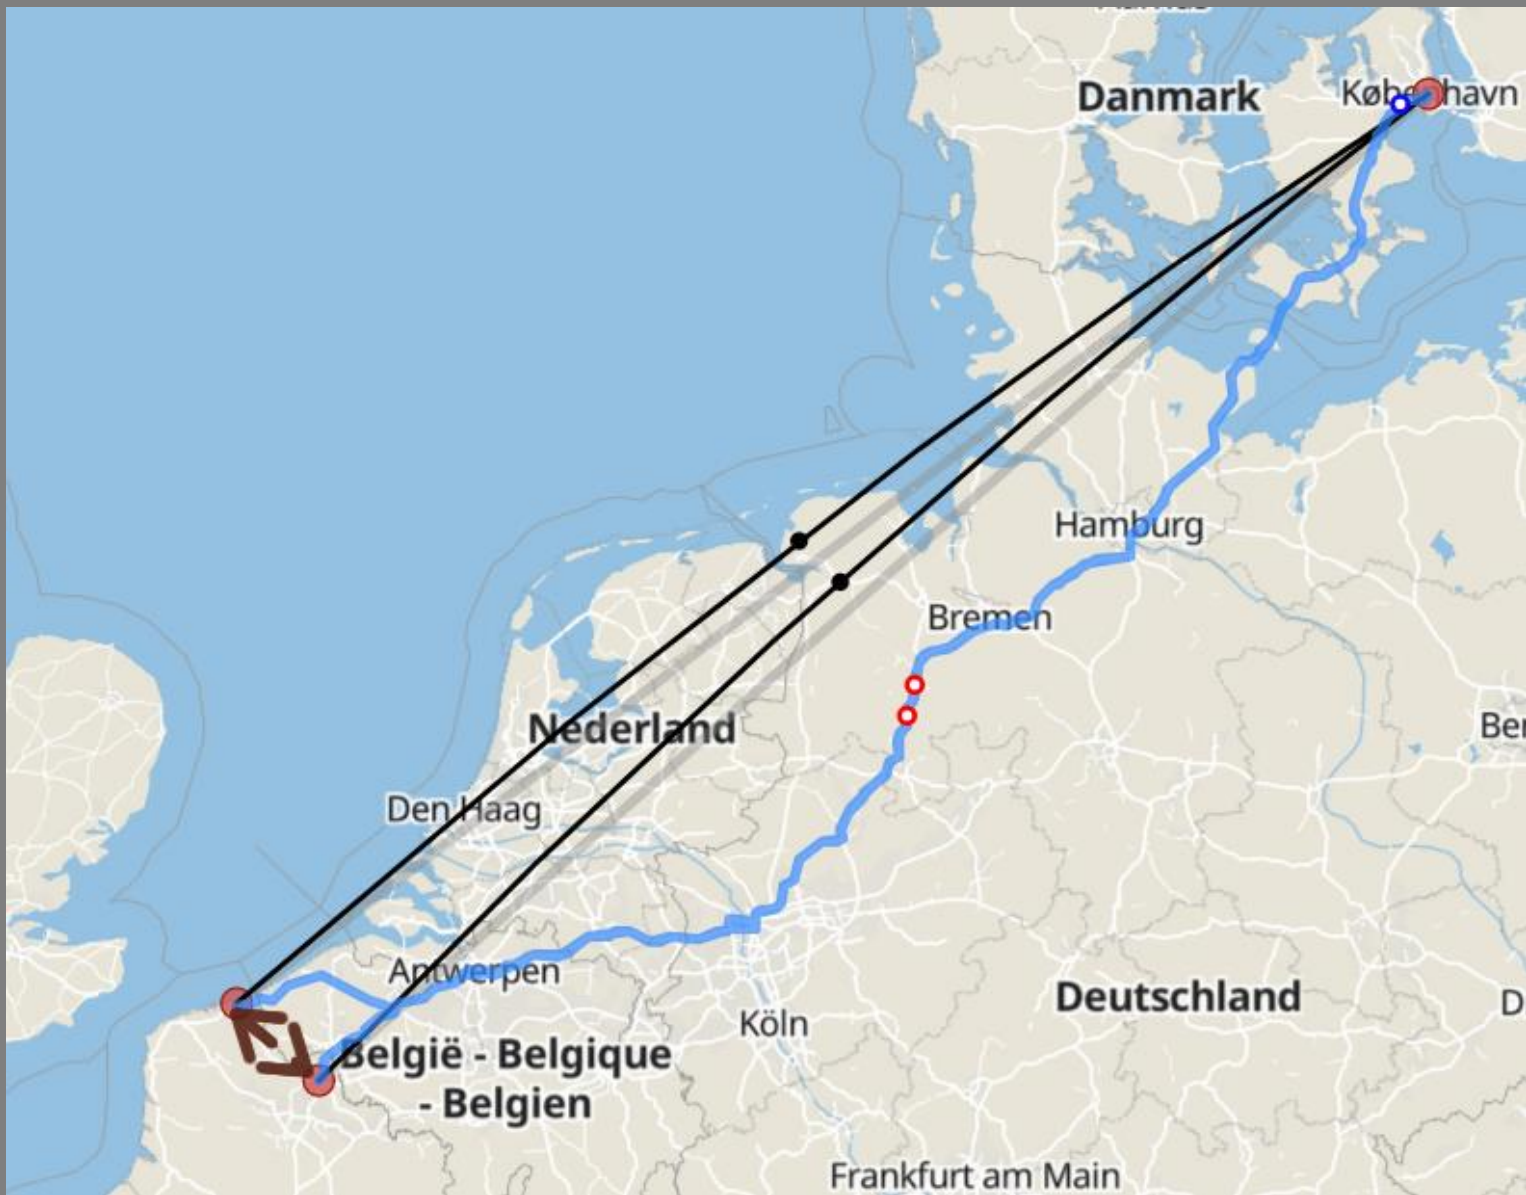 Danmark
København
Hamburg
Bremen
Nederland
Den Haag
Antwerpen
Deutschland
Köln
België - Belgique
- Belgien
Frankfurt am Main